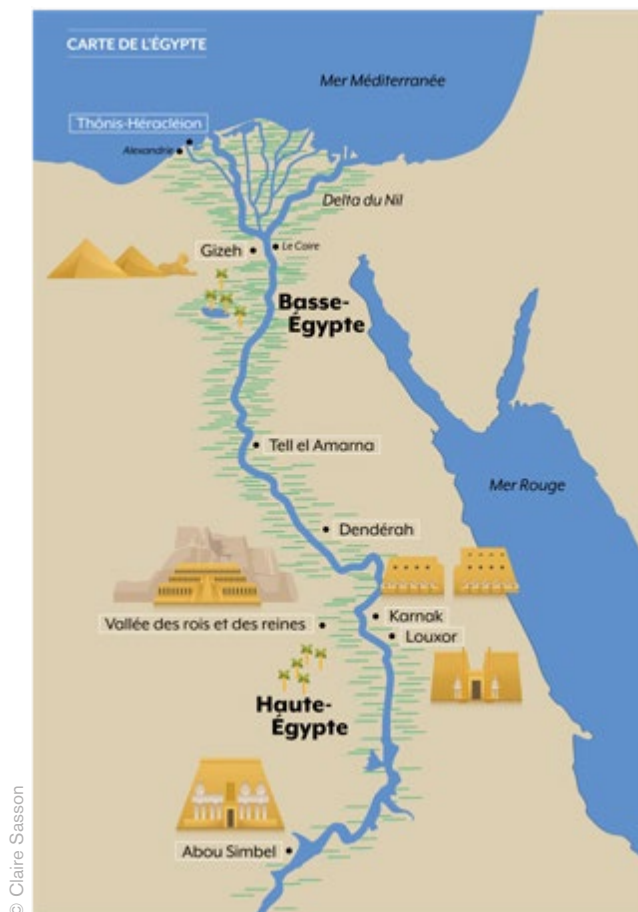 CARTE DE L'ÉGYPTE
Mer Méditerranée
Thônis-Héracléion
Alexandrie
Delta du Nil
Gizeh
Le Caire
Basse-
Égypte
Tell el Amarna
Mer Rouge
Dendérah
Vallée des rois et des reines
Karnak
Louxor
Haute-
Égypte
Abou Simbel
© Claire Sasson